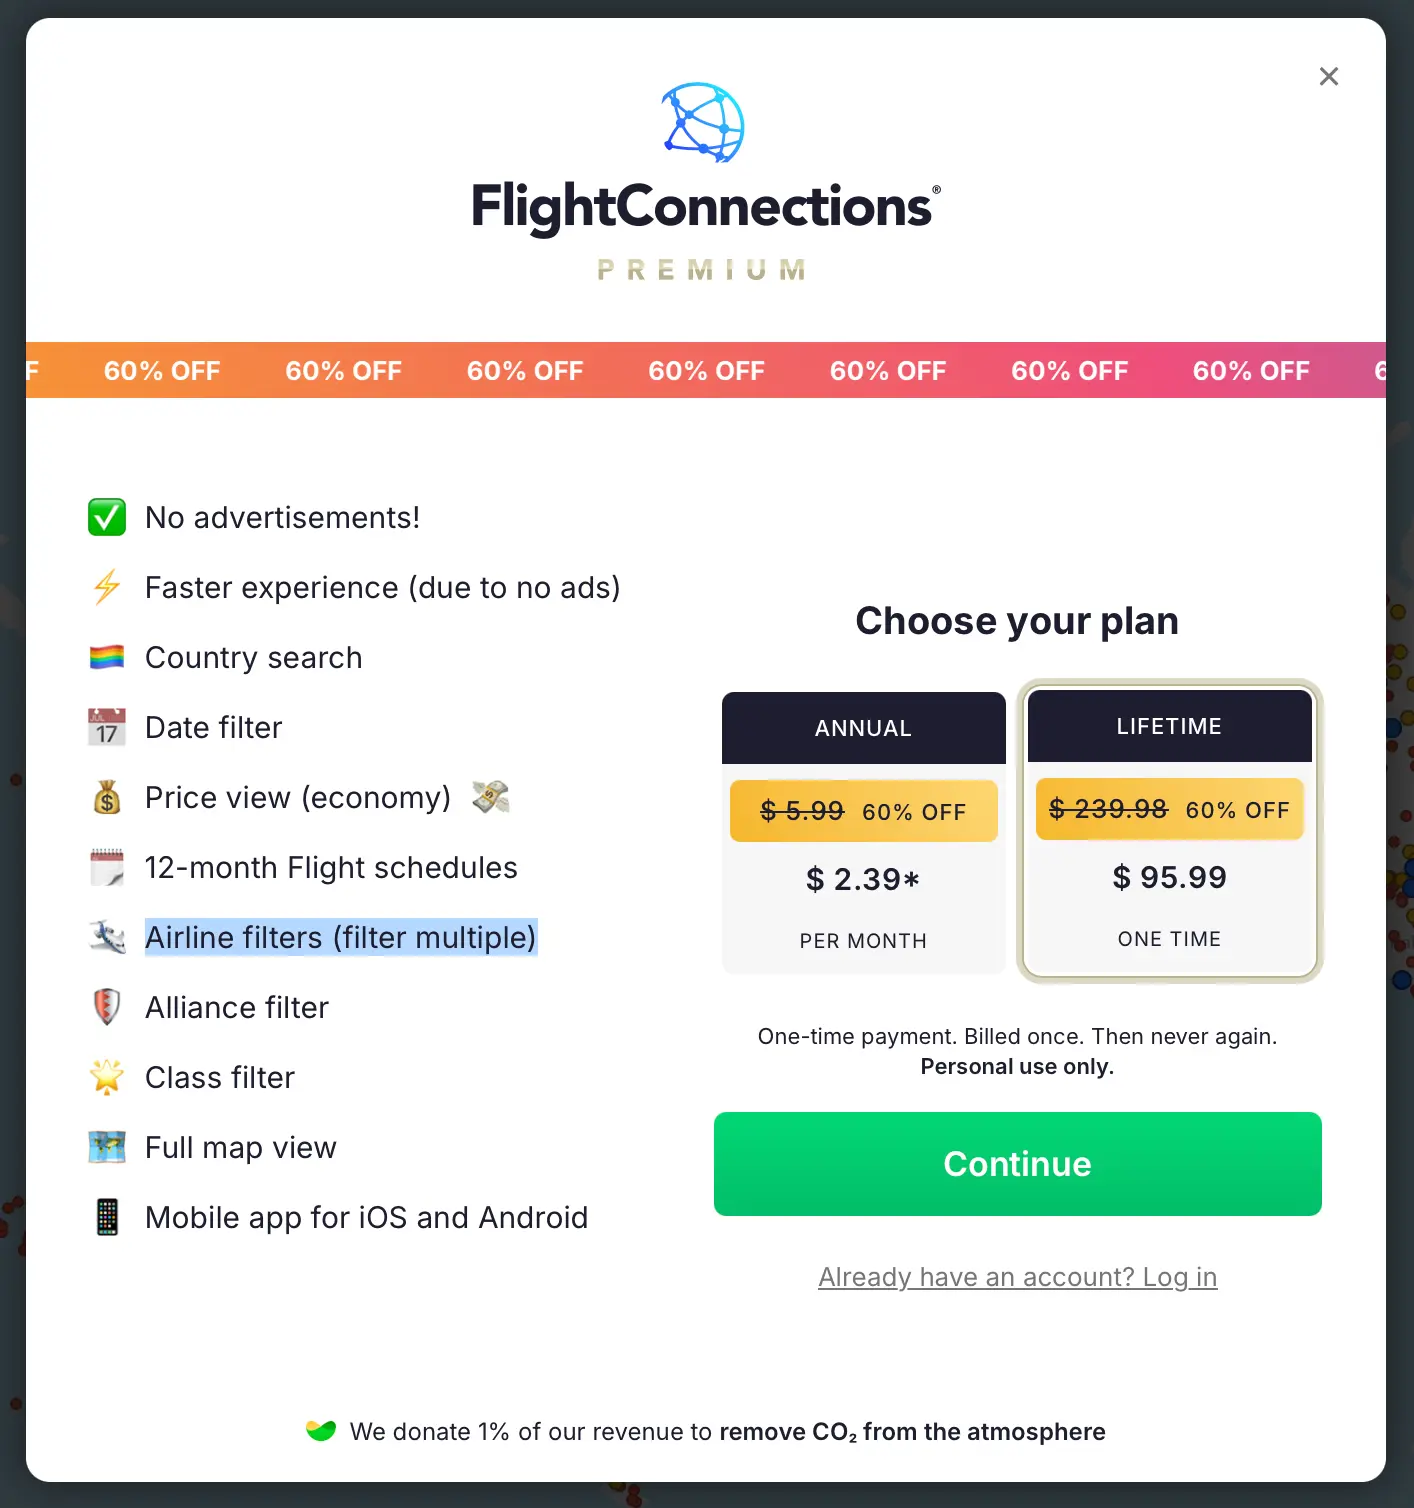 FlightConnections®
PREMIUM
60% OFF 60% OFF 60% OFF 60% OFF 60% OFF 60% OFF 60% OFF
No advertisements!
Faster experience (due to no ads)
Country search
JUL
17
Date filter
Price view (economy)
12-month Flight schedules
Airline filters (filter multiple)
Alliance filter
Class filter
Full map view
Mobile app for iOS and Android
Choose your plan
ANNUAL
$ 5.99 60% OFF
$ 2.39*
PER MONTH
LIFETIME
$ 239.98 60% OFF
$ 95.99
ONE TIME
One-time payment. Billed once. Then never again.
Personal use only.
Continue
Already have an account? Log in
We donate 1% of our revenue to remove CO₂ from the atmosphere